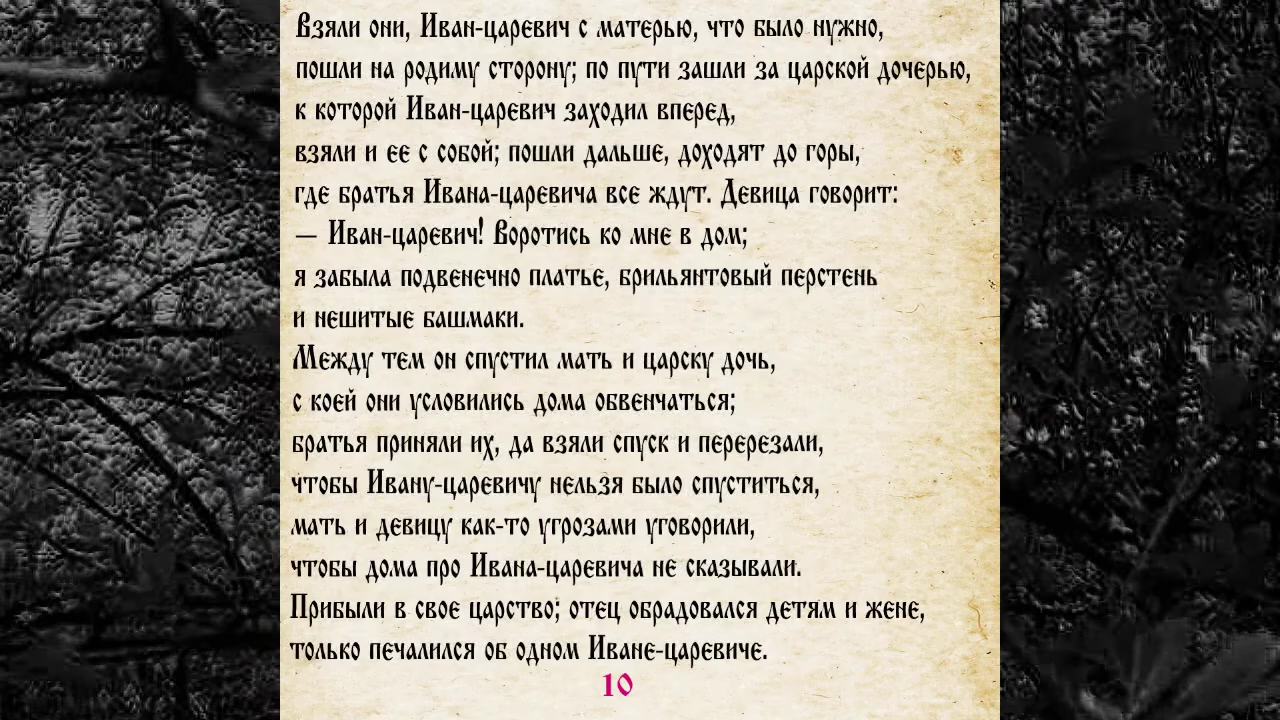 Взяли они, Иван-царевич с матерью, что было нужно,
пошли на родиму сторону; по пути зашли за царской дочерью,
к которой Иван-царевич заходил вперед,
взяли и ее с собой; пошли дальше, доходят до горы,
где братья Ивана-царевича все ждут. Девица говорит:
— Иван-царевич! Воротись ко мне в дом;
я забыла подвенечно платье, брильянтовый перстень
и нешитые башмаки.
Между тем он спустил мать и царску дочь,
с коей они условились дома обвенчаться;
братья приняли их, да взяли спуск и перерезали,
чтобы Ивану-царевичу нельзя было спуститься,
мать и девицу как-то угрозами уговорили,
чтобы дома про Ивана-царевича не сказывали.
Прибыли в свое царство; отец обрадовался детям и жене,
только печалился об одном Иване-царевиче.
10